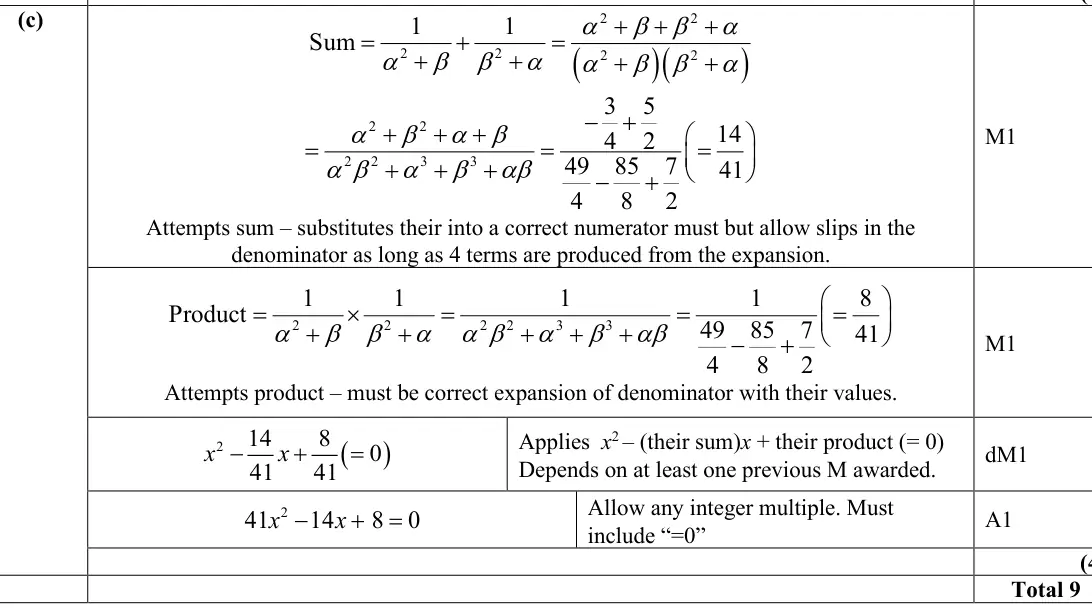 (
(c)
Sum = 1/(α² + β) + 1/(β² + α) = (α² + β + β² + α)/((α² + β)(β² + α))
= (α² + β² + α + β)/(α²β² + α³ + β³ + αβ) = (−3/4 + 5/2)/(49/4 − 85/8 + 7/2) (= 14/41)
M1
Attempts sum – substitutes their into a correct numerator must but allow slips in the
denominator as long as 4 terms are produced from the expansion.
Product = 1/(α² + β) × 1/(β² + α) = 1/(α²β² + α³ + β³ + αβ) = 1/(49/4 − 85/8 + 7/2) (= 8/41)
M1
Attempts product – must be correct expansion of denominator with their values.
x² − 14/41 x + 8/41 (= 0)
Applies x² – (their sum)x + their product (= 0)
Depends on at least one previous M awarded.
dM1
41x² − 14x + 8 = 0
Allow any integer multiple. Must
include “=0”
A1
(4
Total 9